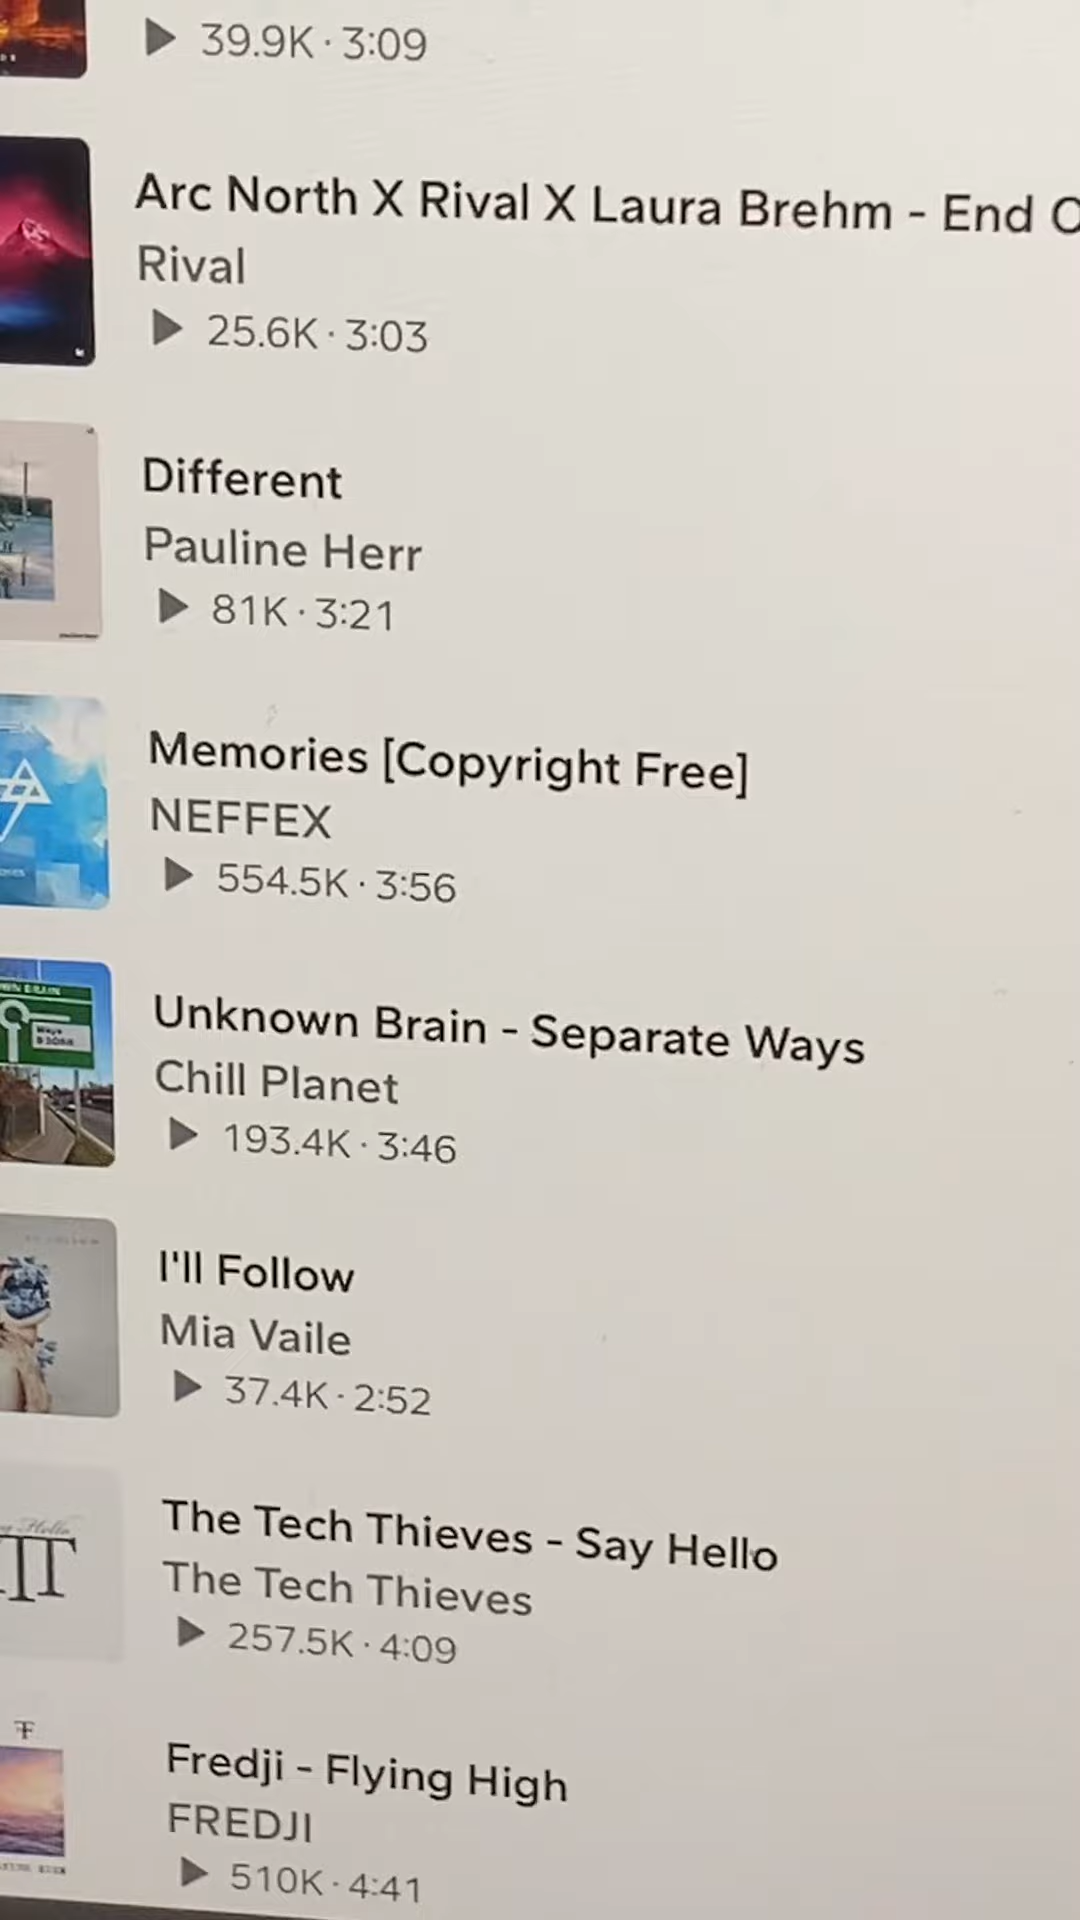 39.9K · 3:09
Arc North X Rival X Laura Brehm - End
Rival
25.6K · 3:03
Different
Pauline Herr
81K · 3:21
Memories [Copyright Free]
NEFFEX
554.5K · 3:56
Unknown Brain - Separate Ways
Chill Planet
193.4K · 3:46
I'll Follow
Mia Vaile
37.4K · 2:52
Say Hello
The Tech Thieves - Say Hello
The Tech Thieves
257.5K · 4:09
Fredji - Flying High
FREDJI
510K · 4:41